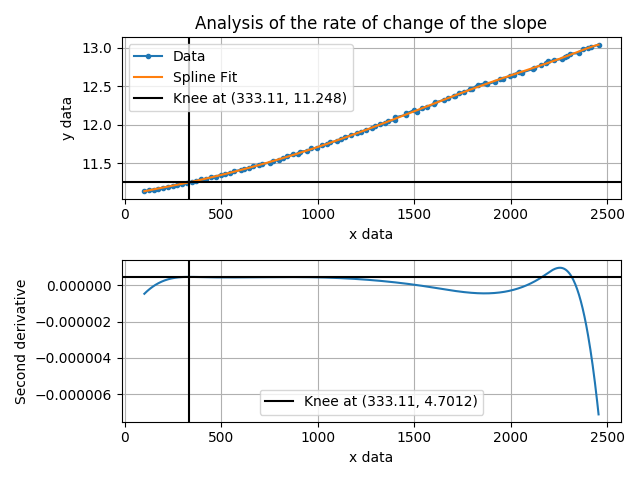 Analysis of the rate of change of the slope
13.0
12.5
12.0
11.5
y data
Data
Spline Fit
Knee at (333.11, 11.248)
0 500 1000 1500 2000 2500
x data
0.000000
−0.000002
−0.000004
−0.000006
Second derivative
Knee at (333.11, 4.7012)
0 500 1000 1500 2000 2500
x data